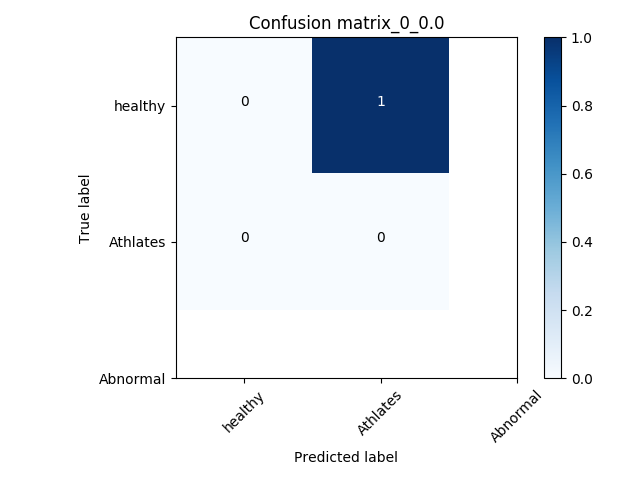 Confusion matrix_0_0.0
True label
healthy
Athlates
Abnormal
0 1
0 0
healthy
Athlates
Abnormal
Predicted label
1.0
0.8
0.6
0.4
0.2
0.0